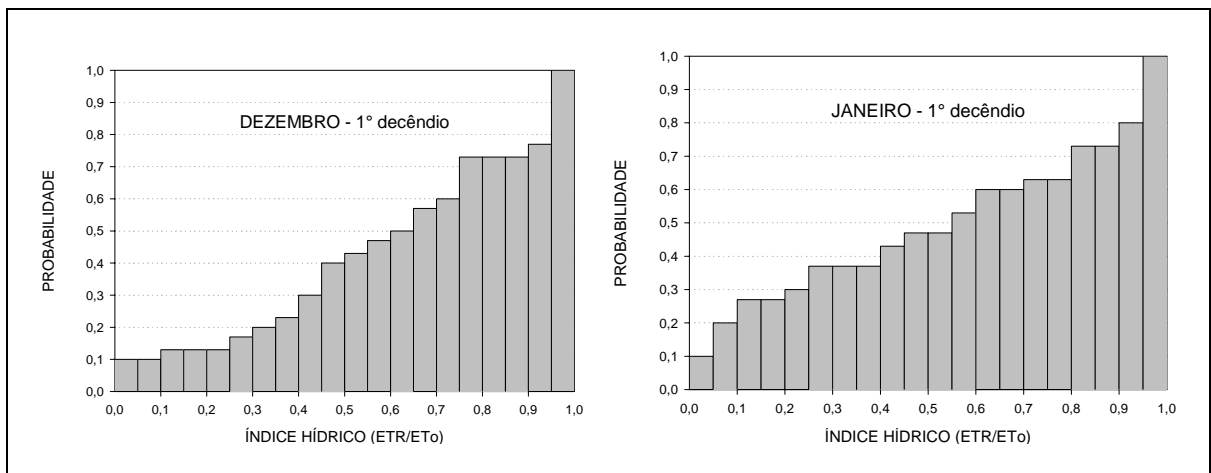 DEZEMBRO - 1° decêndio
PROBABILIDADE
1,0
0,9
0,8
0,7
0,6
0,5
0,4
0,3
0,2
0,1
0,0
0,0 0,1 0,2 0,3 0,4 0,5 0,6 0,7 0,8 0,9 1,0
ÍNDICE HÍDRICO (ETR/ETo)
JANEIRO - 1° decêndio
PROBABILIDADE
1,0
0,9
0,8
0,7
0,6
0,5
0,4
0,3
0,2
0,1
0,0
0,0 0,1 0,2 0,3 0,4 0,5 0,6 0,7 0,8 0,9 1,0
ÍNDICE HÍDRICO (ETR/ETo)